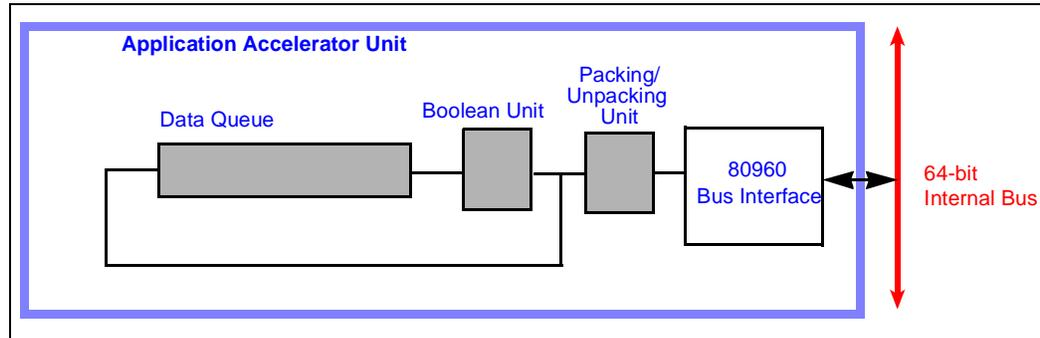 Application Accelerator Unit
Packing/
Unpacking
Unit
Boolean Unit
Data Queue
80960
Bus Interface
64-bit
Internal Bus